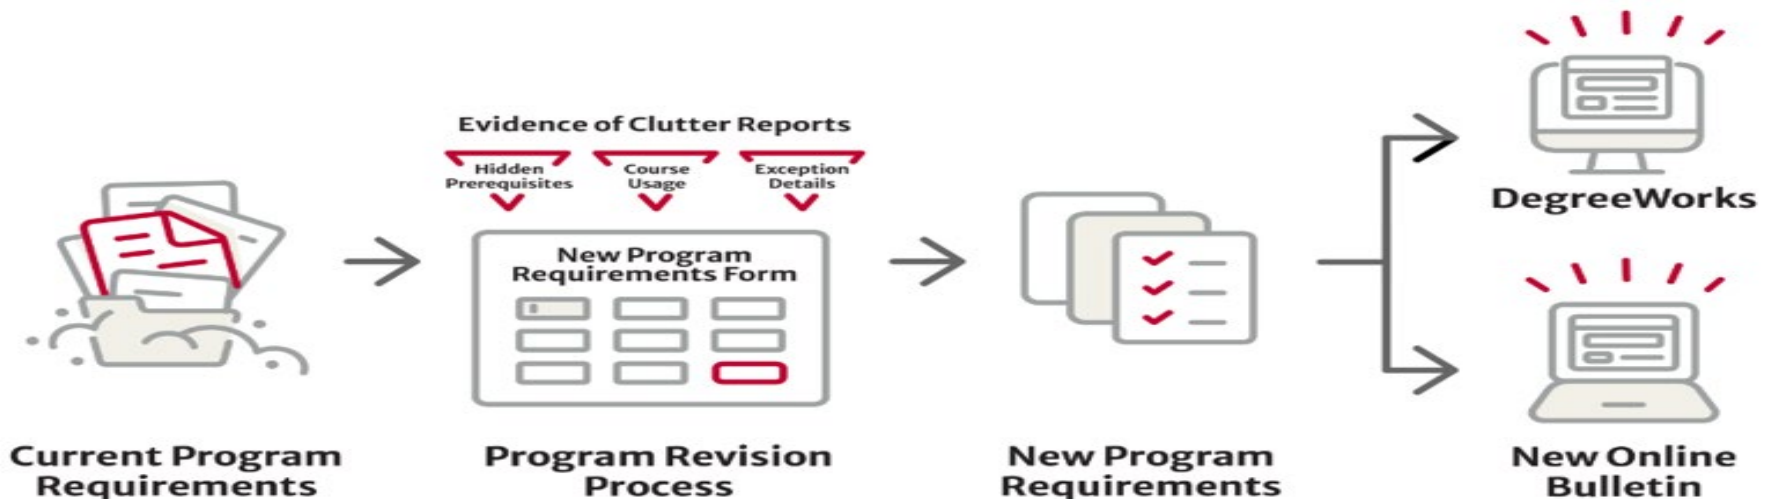 Evidence of Clutter Reports
Hidden
Prerequisites
Course
Usage
Exception
Details
New Program
Requirements Form
DegreeWorks
Current Program
Requirements
Program Revision
Process
New Program
Requirements
New Online
Bulletin